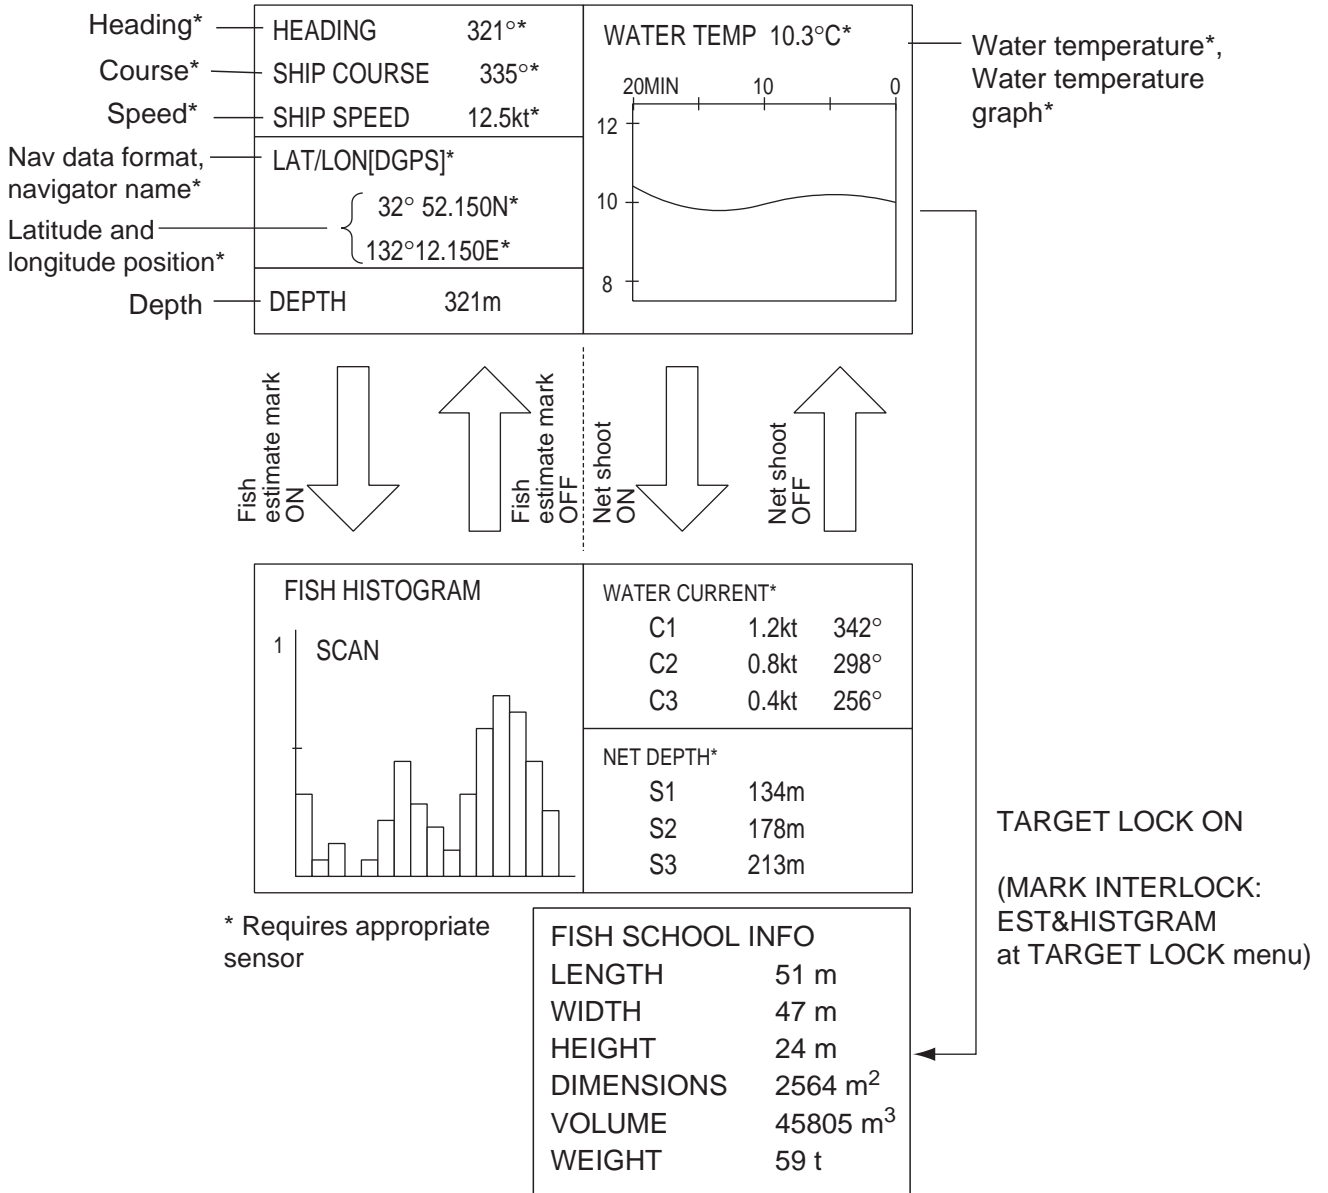 Heading*
Course*
Speed*
Nav data format,
navigator name*
Latitude and
longitude position*
Depth
HEADING 321°*
SHIP COURSE 335°*
SHIP SPEED 12.5kt*
LAT/LON[DGPS]*
32° 52.150N*
132°12.150E*
DEPTH 321m
WATER TEMP 10.3°C*
20MIN 10 0
12
10
8
Water temperature*,
Water temperature
graph*
Fish
estimate mark
ON
Fish
estimate mark
OFF
Net shoot
ON
Net shoot
OFF
FISH HISTOGRAM
1
SCAN
WATER CURRENT*
C1 1.2kt 342°
C2 0.8kt 298°
C3 0.4kt 256°
NET DEPTH*
S1 134m
S2 178m
S3 213m
TARGET LOCK ON
(MARK INTERLOCK:
EST&HISTGRAM
at TARGET LOCK menu)
* Requires appropriate
sensor
FISH SCHOOL INFO
LENGTH 51 m
WIDTH 47 m
HEIGHT 24 m
DIMENSIONS 2564 m²
VOLUME 45805 m³
WEIGHT 59 t